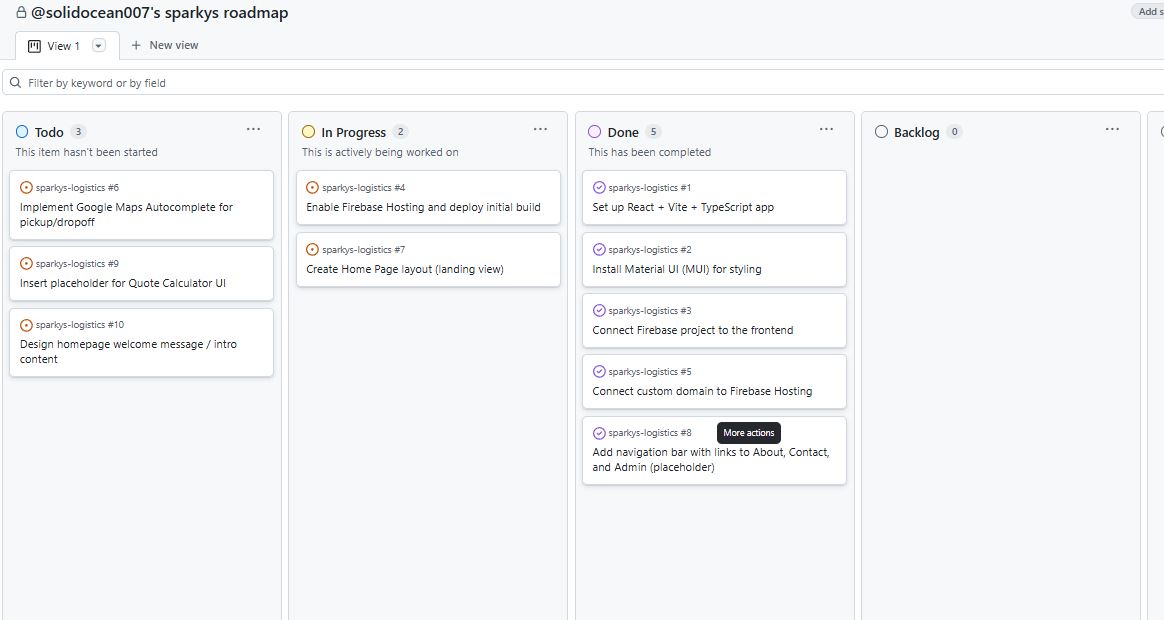 @solidocean007's sparkys roadmap
Add s
View 1
New view
Filter by keyword or by field
Todo 3
This item hasn't been started
sparkys-logistics #6
Implement Google Maps Autocomplete for
pickup/dropoff
sparkys-logistics #9
Insert placeholder for Quote Calculator UI
sparkys-logistics #10
Design homepage welcome message / intro
content
In Progress 2
This is actively being worked on
sparkys-logistics #4
Enable Firebase Hosting and deploy initial build
sparkys-logistics #7
Create Home Page layout (landing view)
Done 5
This has been completed
sparkys-logistics #1
Set up React + Vite + TypeScript app
sparkys-logistics #2
Install Material UI (MUI) for styling
sparkys-logistics #3
Connect Firebase project to the frontend
sparkys-logistics #5
Connect custom domain to Firebase Hosting
sparkys-logistics #8
More actions
Add navigation bar with links to About, Contact,
and Admin (placeholder)
Backlog 0